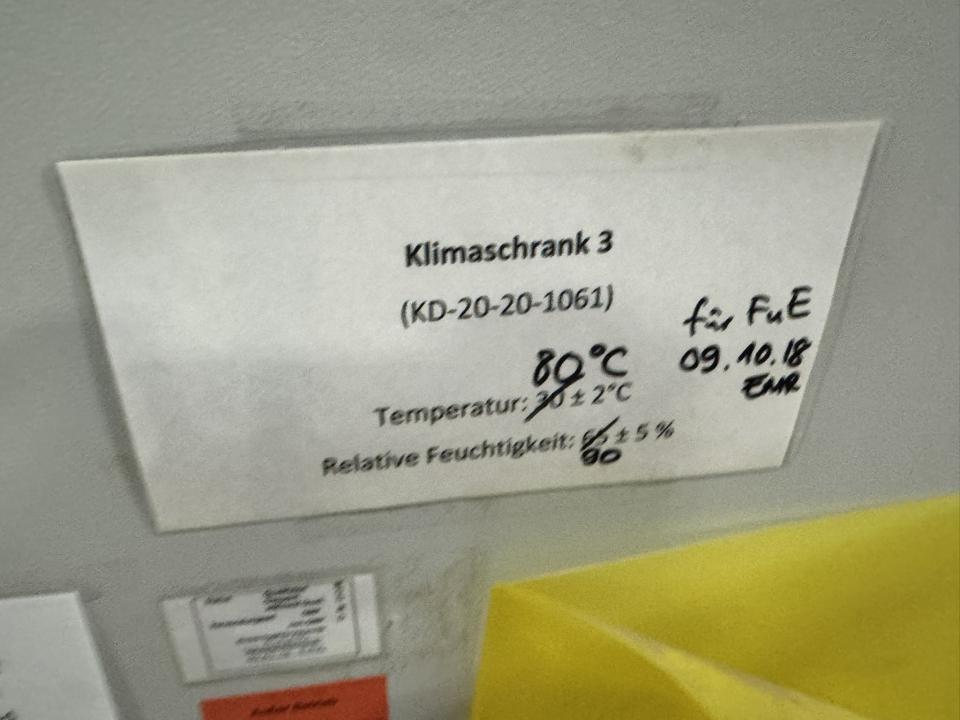 Klimaschrank 3
(KD-20-20-1061)
für FuE
80°C
09.10.18
EMR
Temperatur: 30 ± 2°C
Relative Feuchtigkeit: 65 ± 5 %
90